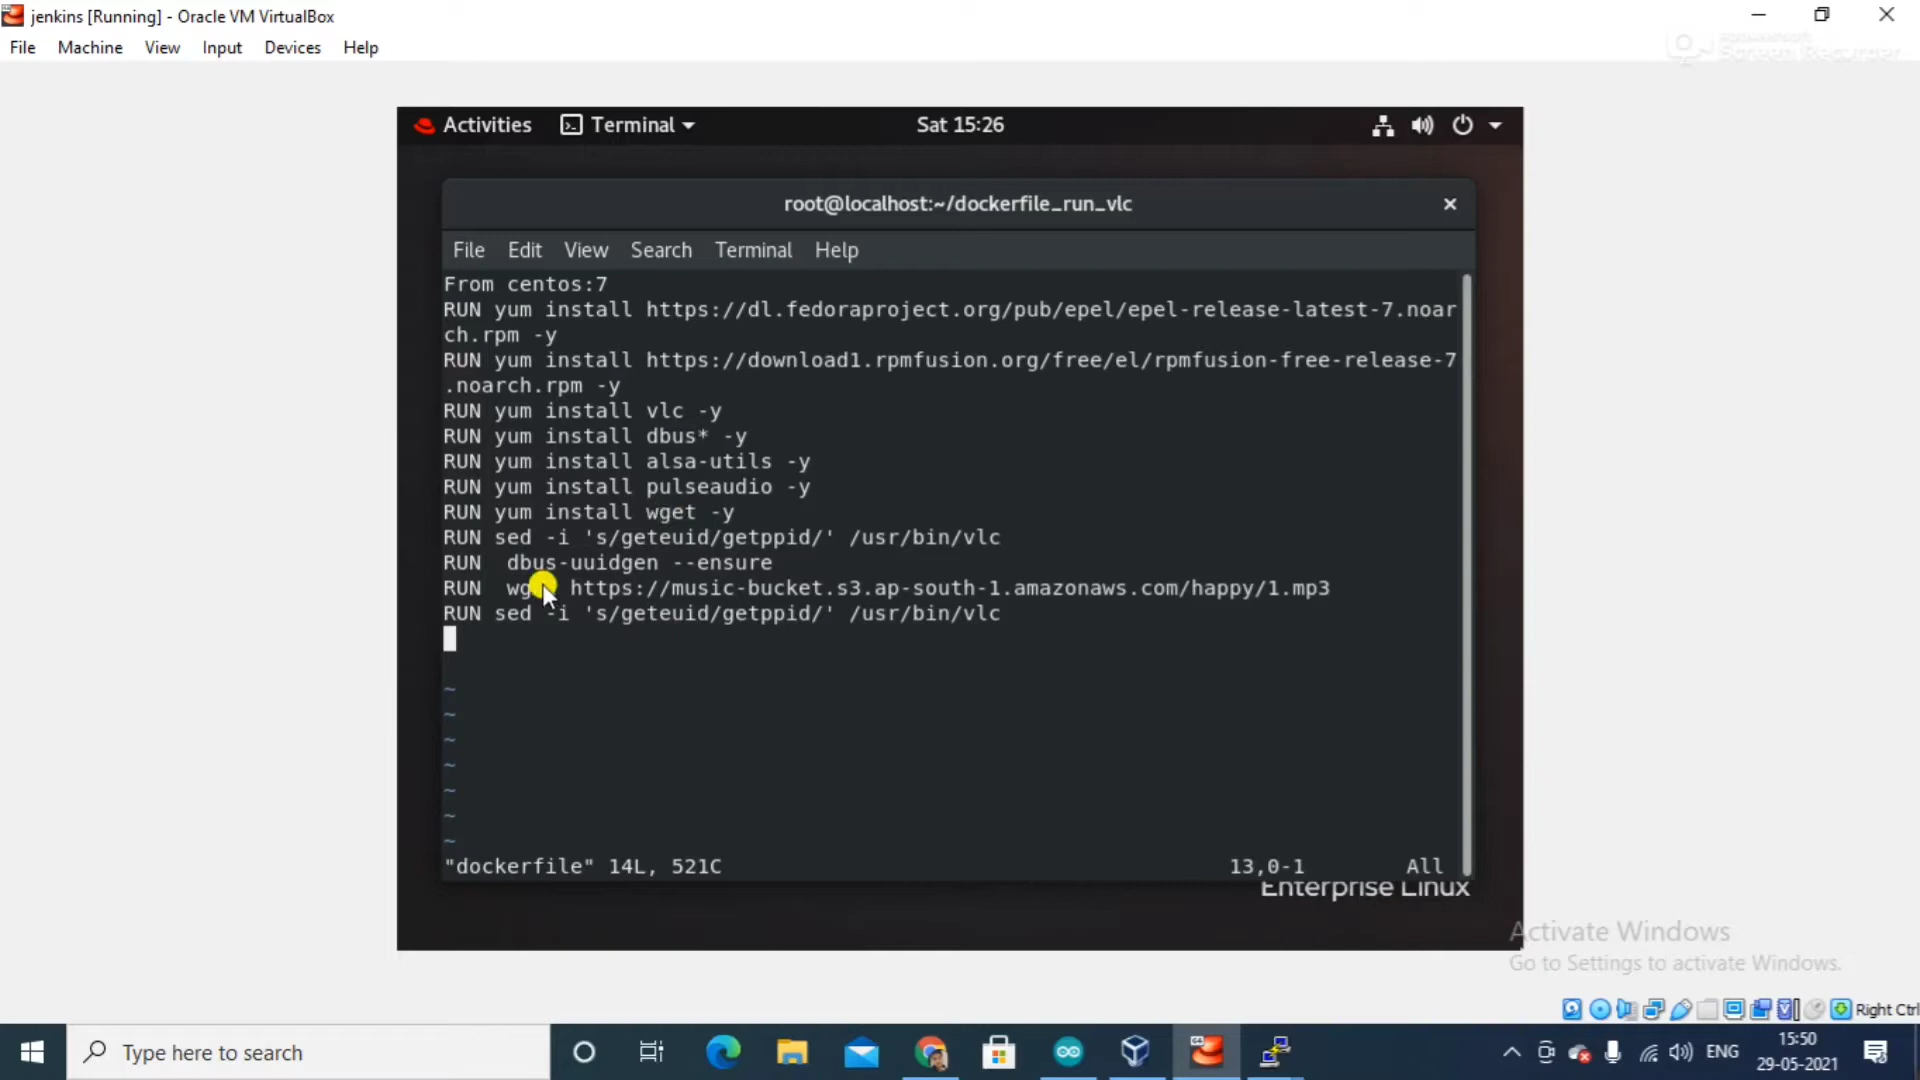 jenkins [Running] - Oracle VM VirtualBox
File Machine View Input Devices Help
Screen Recorder
Activities Terminal Sat 15:26
root@localhost:~/dockerfile_run_vlc
File Edit View Search Terminal Help
From centos:7
RUN yum install https://dl.fedoraproject.org/pub/epel/epel-release-latest-7.noar
ch.rpm -y
RUN yum install https://download1.rpmfusion.org/free/el/rpmfusion-free-release-7
.noarch.rpm -y
RUN yum install vlc -y
RUN yum install dbus* -y
RUN yum install alsa-utils -y
RUN yum install pulseaudio -y
RUN yum install wget -y
RUN sed -i 's/geteuid/getppid/' /usr/bin/vlc
RUN  dbus-uuidgen --ensure
RUN  https://music-bucket.s3.ap-south-1.amazonaws.com/happy/1.mp3
RUN sed -i 's/geteuid/getppid/' /usr/bin/vlc
~
~
~
~
~
~
~
"dockerfile" 14L, 521C 13,0-1 All
Enterprise Linux
Activate Windows
Go to Settings to activate Windows.
Right Ctrl
Type here to search
ENG
15:50
29-05-2021